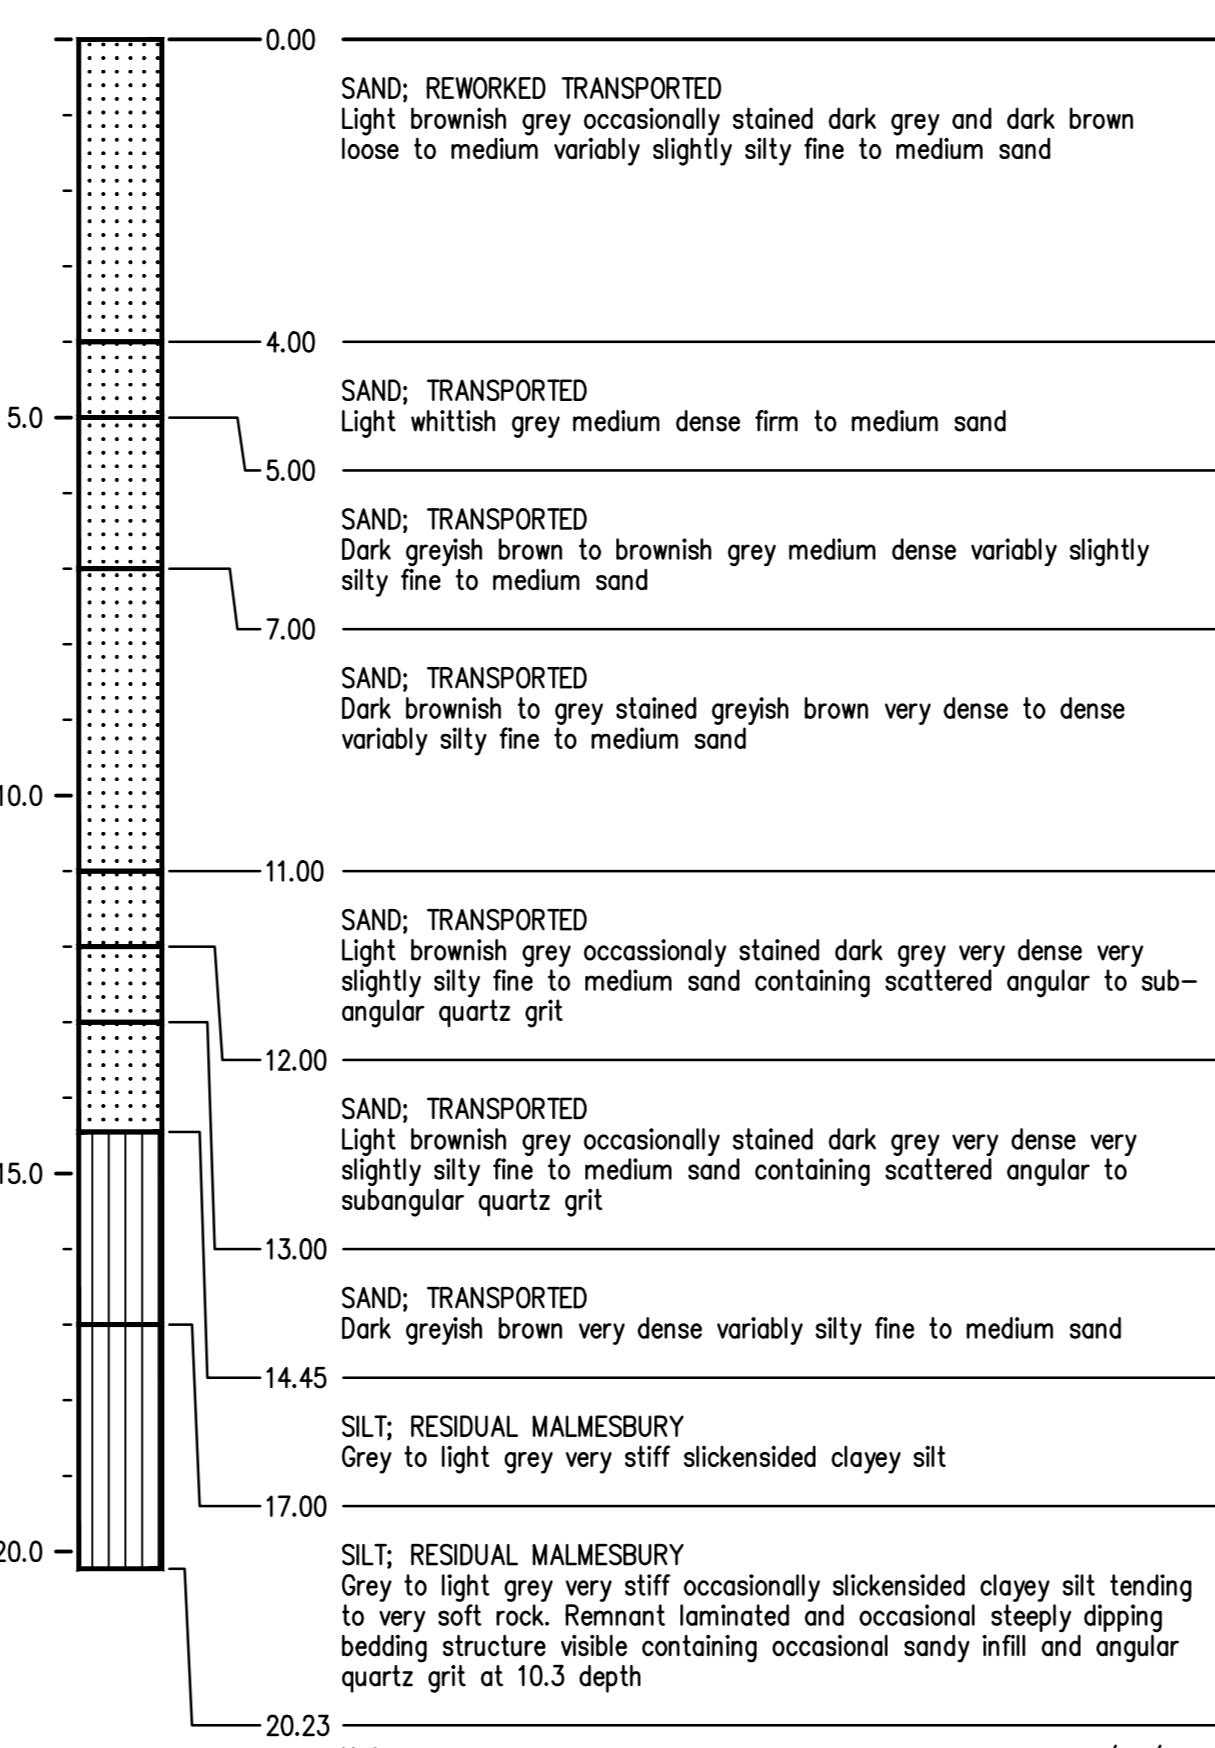 0.00
SAND; REWORKED TRANSPORTED
Light brownish grey occasionally stained dark grey and dark brown
loose to medium variably slightly silty fine to medium sand
4.00
SAND; TRANSPORTED
5.0
Light whittish grey medium dense firm to medium sand
5.00
SAND; TRANSPORTED
Dark greyish brown to brownish grey medium dense variably slightly
silty fine to medium sand
7.00
SAND; TRANSPORTED
Dark brownish to grey stained greyish brown very dense to dense
variably silty fine to medium sand
10.0
11.00
SAND; TRANSPORTED
Light brownish grey occassionaly stained dark grey very dense very
slightly silty fine to medium sand containing scattered angular to sub–
angular quartz grit
12.00
SAND; TRANSPORTED
Light brownish grey occasionally stained dark grey very dense very
slightly silty fine to medium sand containing scattered angular to
15.0
subangular quartz grit
13.00
SAND; TRANSPORTED
Dark greyish brown very dense variably silty fine to medium sand
14.45
SILT; RESIDUAL MALMESBURY
Grey to light grey very stiff slickensided clayey silt
17.00
20.0
SILT; RESIDUAL MALMESBURY
Grey to light grey very stiff occasionally slickensided clayey silt tending
to very soft rock. Remnant laminated and occasional steeply dipping
bedding structure visible containing occasional sandy infill and angular
quartz grit at 10.3 depth
20.23